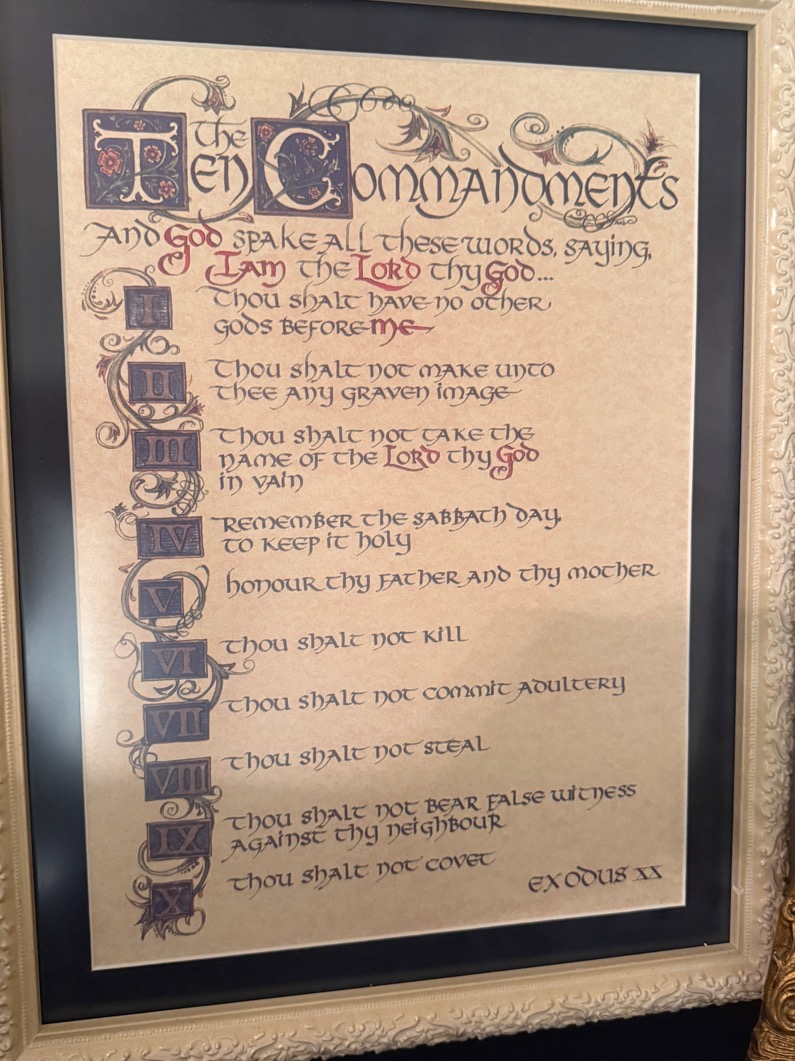 The Ten Commandments
And God spake all these words, saying,
I am the Lord thy God...
I Thou shalt have no other
gods before me
II Thou shalt not make unto
thee any graven image
III Thou shalt not take the
name of the Lord thy God
in vain
IV Remember the sabbath day,
to keep it holy
V honour thy father and thy mother
VI Thou shalt not kill
VII Thou shalt not commit adultery
VIII Thou shalt not steal
IX Thou shalt not bear false witness
against thy neighbour
X Thou shalt not covet
Exodus XX